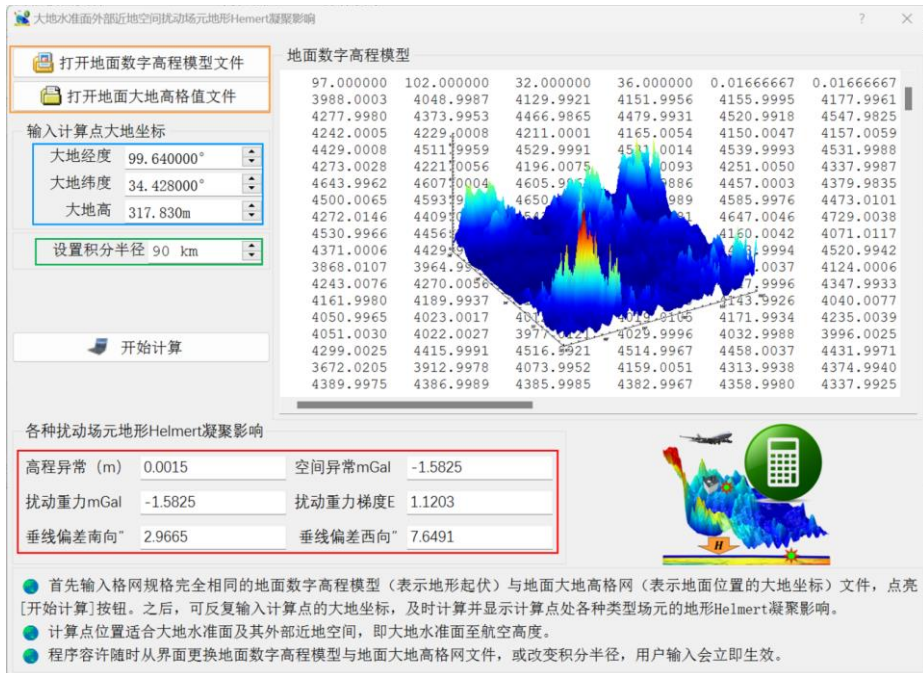 大地水准面外部近地空间扰动场元地形Hemert凝聚影响
打开地面数字高程模型文件
打开地面大地高格值文件
输入计算点大地坐标
大地经度 99.640000°
大地纬度 34.428000°
大地高 317.830m
设置积分半径 90 km
开始计算
地面数字高程模型
97.000000 102.000000 32.000000 36.000000 0.01666667 0.01666667
3988.0003 4048.9987 4129.9921 4151.9956 4155.9995 4177.9961
4277.9980 4373.9953 4466.9865 4479.9931 4520.9918 4547.9825
4242.0005 4229.0008 4211.0001 4165.0054 4150.0047 4157.0059
4429.0008 4511.9959 4529.9991 4539.9993 4531.9988
4273.0028 4221.0056 4196.0075 4251.0050 4337.9987
4643.9962 4607.0004 4457.0003 4379.9835
4500.0065 4585.9976 4473.0101
4272.0146 4647.0046 4729.0038
4530.9966 4160.0042 4071.0117
4371.0006 4520.9942
3868.0107 4124.0006
4243.0076 4270.0056 4347.9933
4161.9980 4189.9937 4143.9926 4040.0077
4050.9965 4023.0017 4171.9934 4235.0039
4051.0030 4022.0027 4029.9996 4032.9988 3996.0025
4299.0025 4415.9991 4516.9921 4514.9967 4458.0037 4431.9971
3672.0205 3912.9978 4073.9952 4159.0051 4313.9938 4374.9940
4389.9975 4386.9989 4385.9985 4382.9967 4358.9980 4337.9925
各种扰动场元地形Helmert凝聚影响
高程异常（m） 0.0015 空间异常mGal -1.5825
扰动重力mGal -1.5825 扰动重力梯度E 1.1203
垂线偏差南向″ 2.9665 垂线偏差西向″ 7.6491
H
首先输入格网规格完全相同的地面数字高程模型（表示地形起伏）与地面大地高格网（表示地面位置的大地坐标）文件，点亮
[开始计算]按钮。之后，可反复输入计算点的大地坐标，及时计算并显示计算点处各种类型场元的地形Helmert凝聚影响。
计算点位置适合大地水准面及其外部近地空间，即大地水准面至航空高度。
程序容许随时从界面更换地面数字高程模型与地面大地高格网文件，或改变积分半径，用户输入会立即生效。